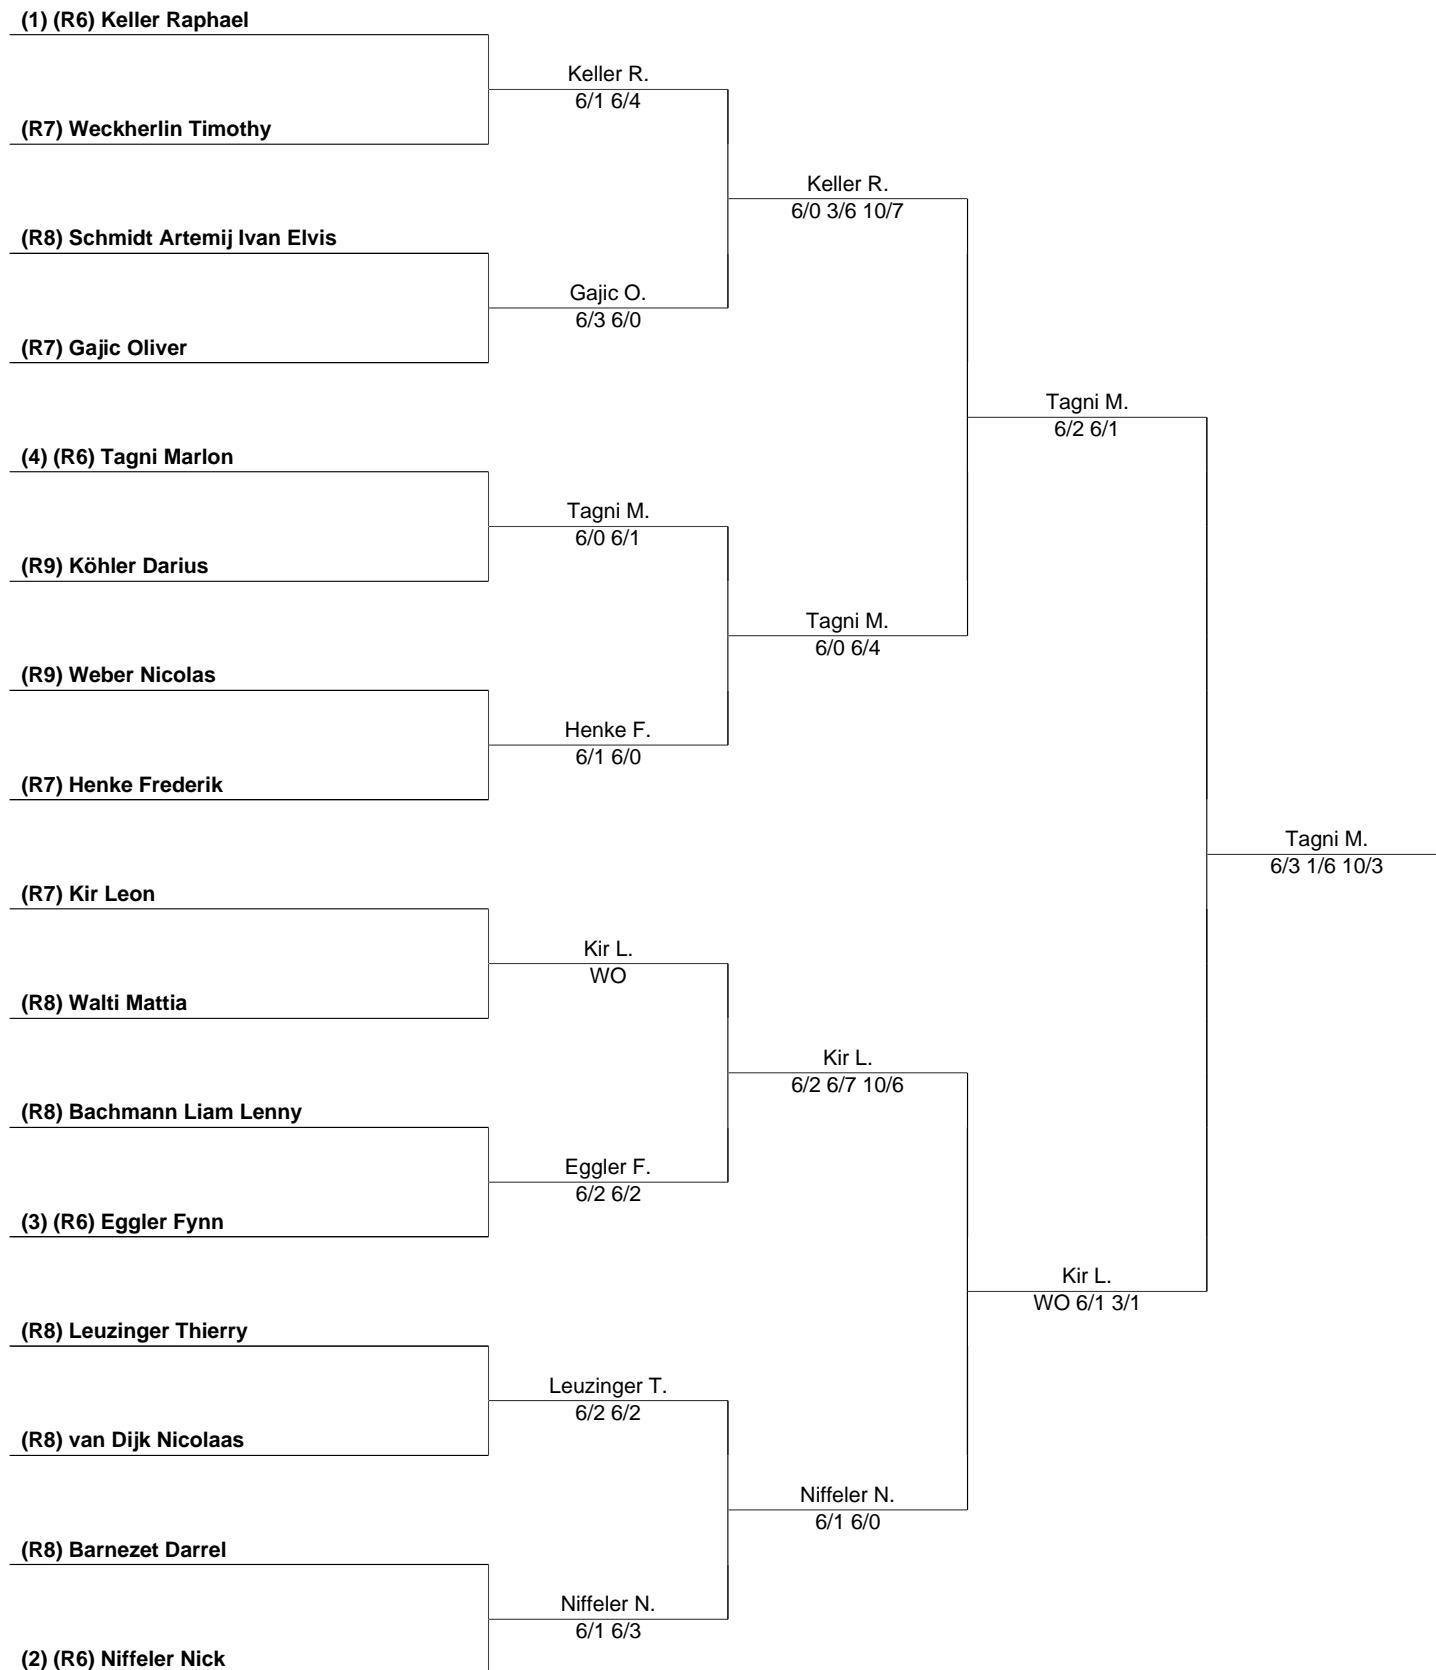 (1) (R6) Keller Raphael
Keller R.
6/1 6/4
(R7) Weckherlin Timothy
Keller R.
6/0 3/6 10/7
(R8) Schmidt Artemij Ivan Elvis
Gajic O.
6/3 6/0
(R7) Gajic Oliver
Tagni M.
6/2 6/1
(4) (R6) Tagni Marlon
Tagni M.
6/0 6/1
(R9) Köhler Darius
Tagni M.
6/0 6/4
(R9) Weber Nicolas
Henke F.
6/1 6/0
(R7) Henke Frederik
Tagni M.
6/3 1/6 10/3
(R7) Kir Leon
Kir L.
WO
(R8) Walti Mattia
Kir L.
6/2 6/7 10/6
(R8) Bachmann Liam Lenny
Eggler F.
6/2 6/2
(3) (R6) Eggler Fynn
Kir L.
WO 6/1 3/1
(R8) Leuzinger Thierry
Leuzinger T.
6/2 6/2
(R8) van Dijk Nicolaas
Niffeler N.
6/1 6/0
(R8) Barnezet Darrel
Niffeler N.
6/1 6/3
(2) (R6) Niffeler Nick